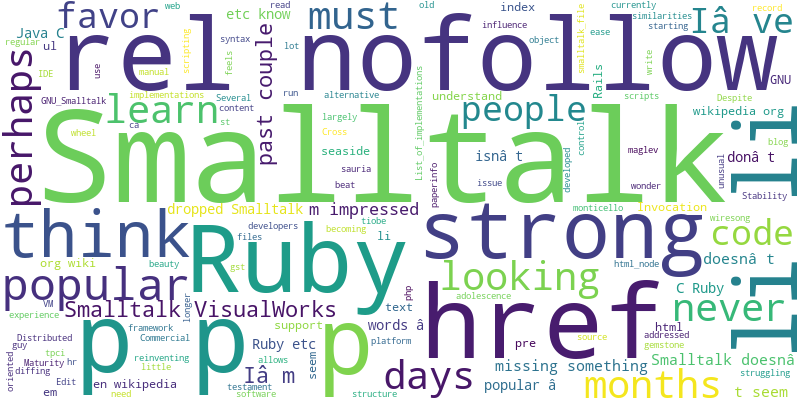 favor
etc know
read
web
must
old
index
influence
currently
similarities
starting
Iâ ve
record
regular
Java C
ul
scripting
syntax
Several
feels
lot
object
smalltalk file
ease
rel nofollow
GNU
perhaps
IDE
use
GNU_Smalltalk
manual
implementations
content
past couple
run
alternative
understand
write
Rails
scripts
Despite
learn
st
largely
people
wikipedia org
wheel
ca
Cross
seaside
List_of_implementations
isnâ t
developed
control
maglev
donâ t
blog
Smalltalk
li li
sauria
beat
paperinfo
issue
wonder
unusual
Stability
dropped Smalltalk
m impressed
monticello
Invocation
think
developers
tiobe
becoming
li
files
Ruby
strong
wiresong
code
org wiki
beauty
gst
looking
html_node
doesnâ t
popular
php
adolescence
href
C Ruby
never
VM
longer
Smalltalk VisualWorks
text
experience
framework
support
words â
html
addressed
Distributed
guy
Commercial
p p p
Ruby etc
platform
pre
source
gemstone
Maturity
tpci
hr
reinventing
allows
seem
missing something
Smalltalk doesnâ
oriented
diffing
little
Iâ m
days
popular â
struggling
em
Edit
en wikipedia
need
testament
software
structure
months
t seem